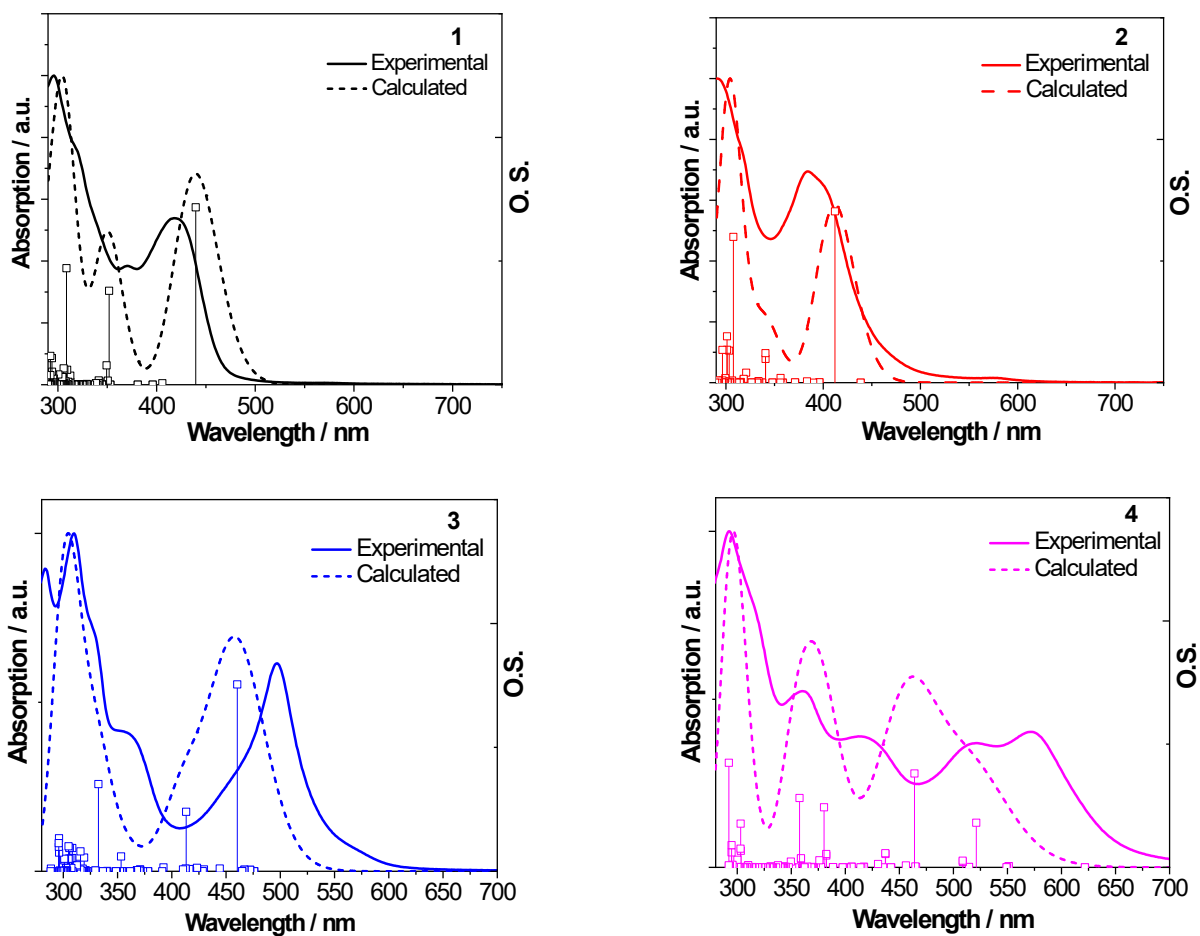 1
Experimental
Calculated
Absorption / a.u.
O. S.
300 400 500 600 700
Wavelength / nm
2
Experimental
Calculated
Absorption / a.u.
O. S.
300 400 500 600 700
Wavelength / nm
3
Experimental
Calculated
Absorption / a.u.
O.S.
300 350 400 450 500 550 600 650 700
Wavelength / nm
4
Experimental
Calculated
Absorption / a.u.
O.S.
300 350 400 450 500 550 600 650 700
Wavelength / nm